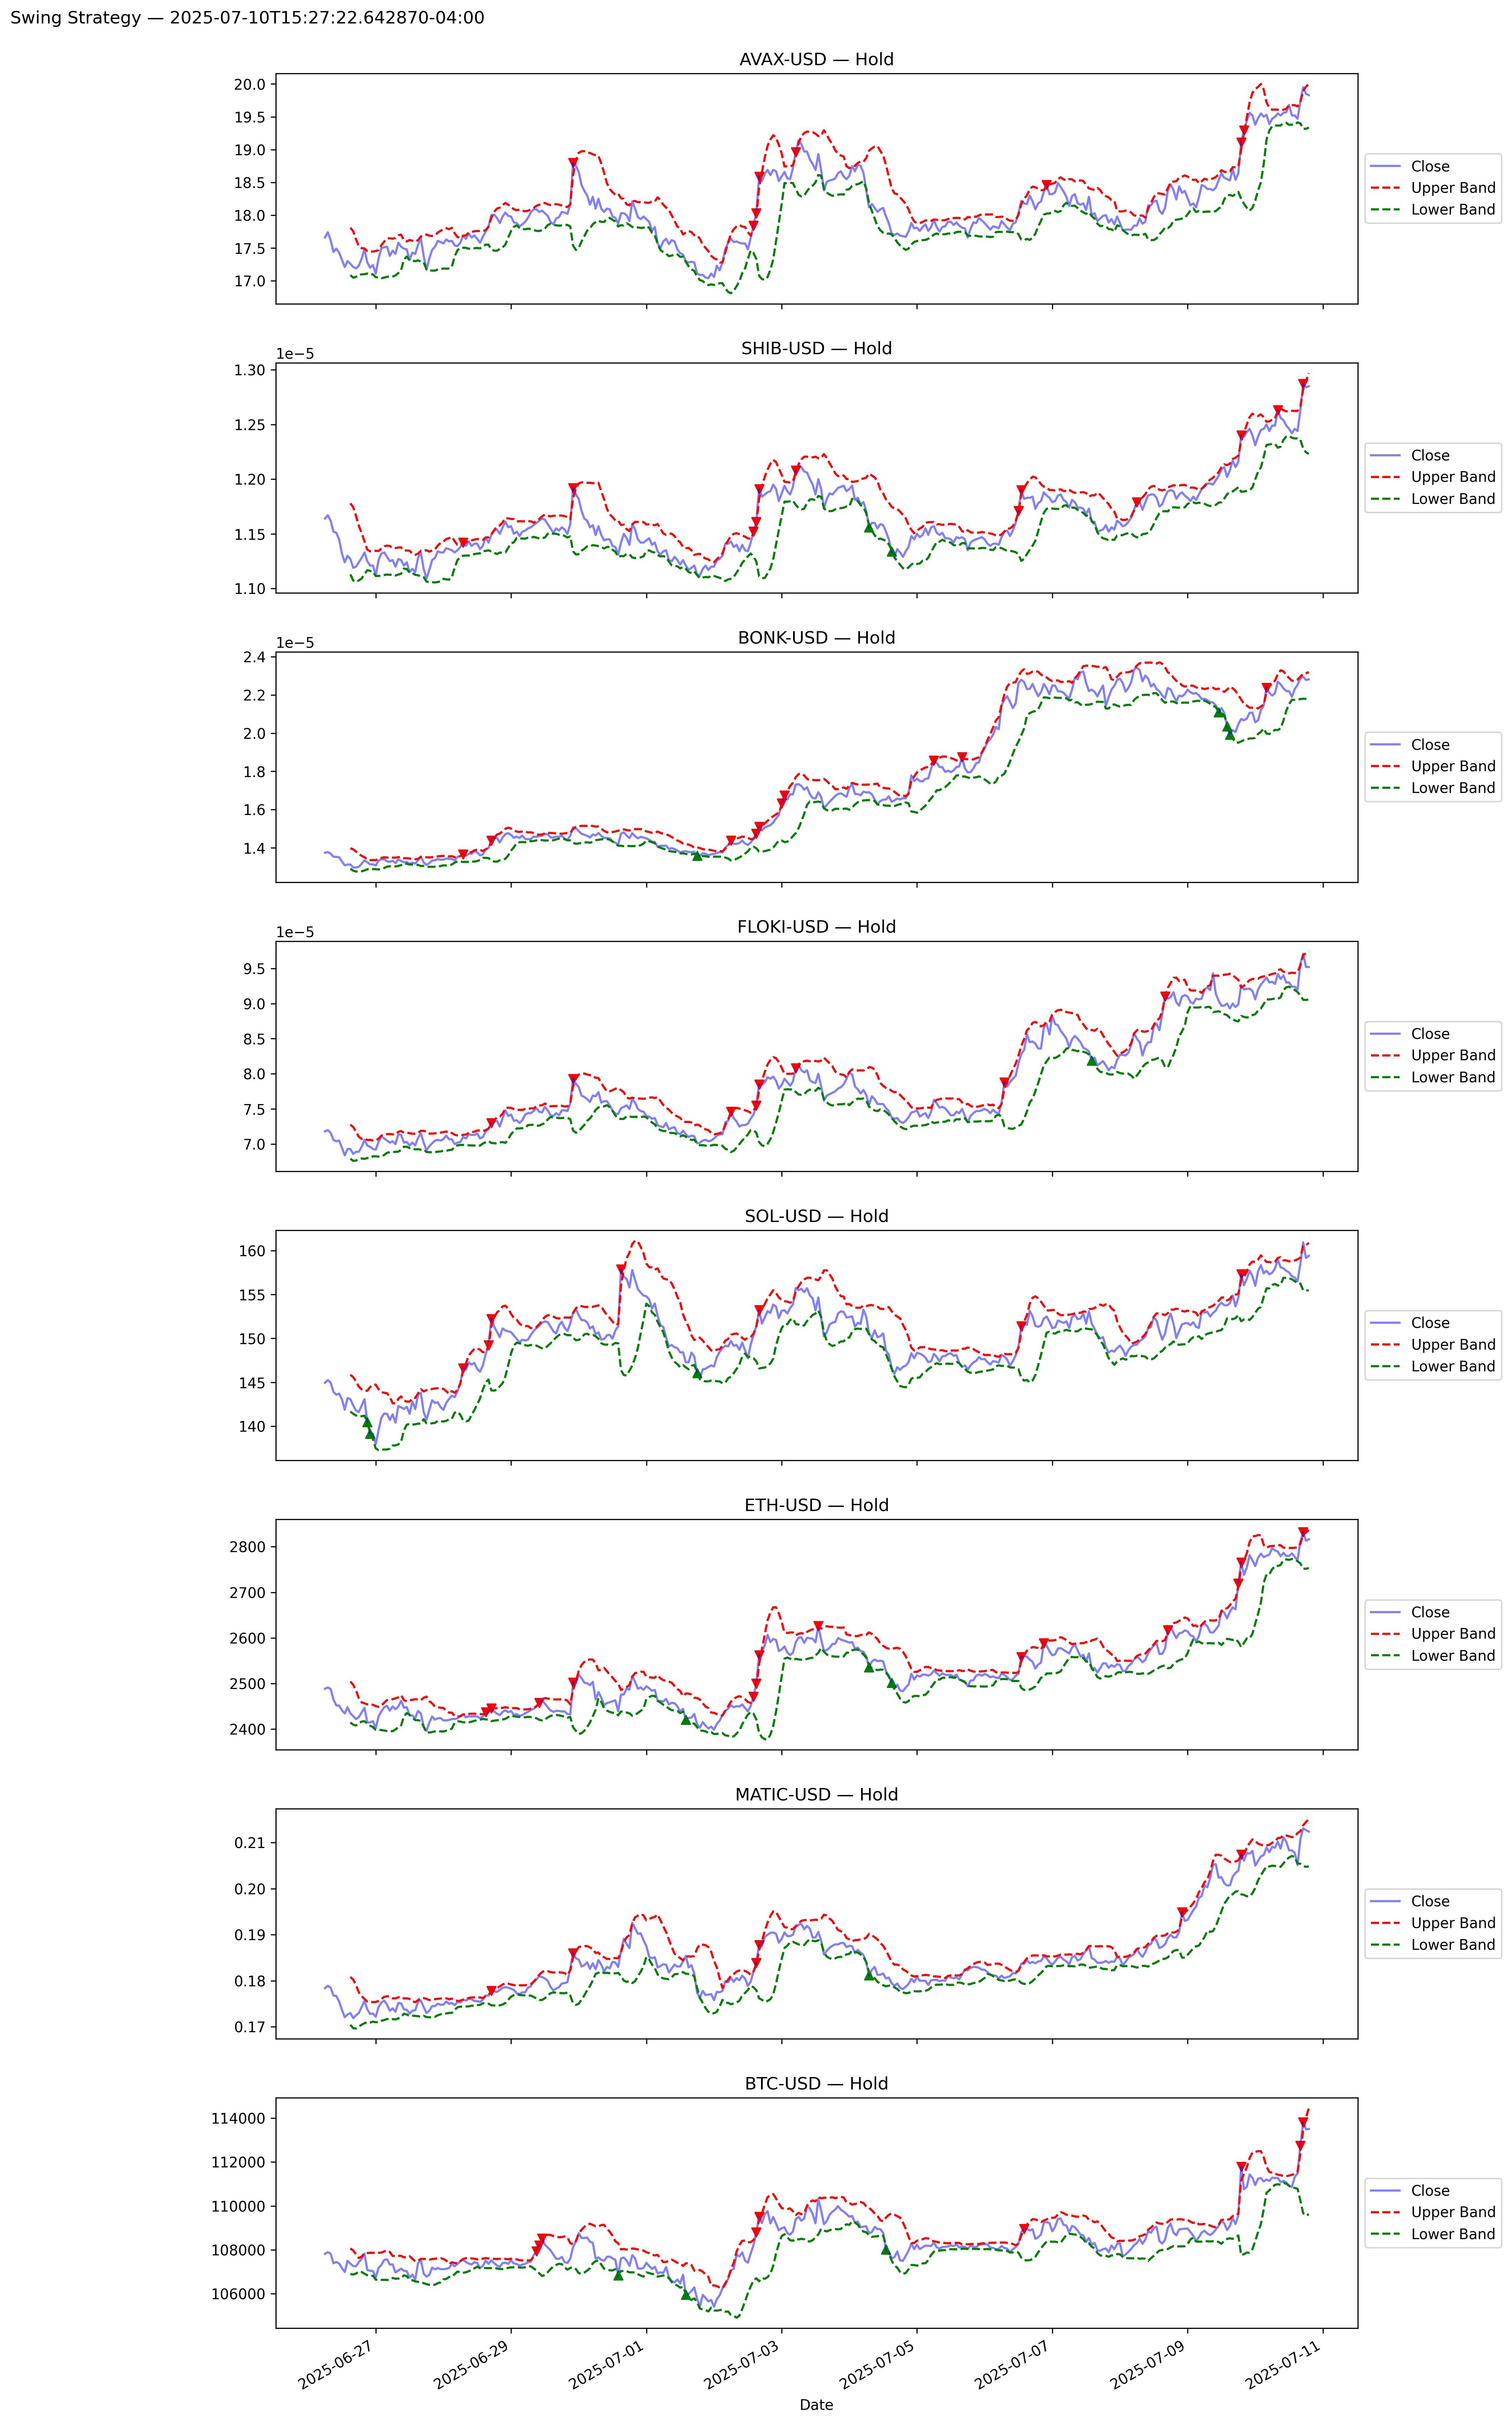 Swing Strategy — 2025-07-10T15:27:22.642870-04:00
AVAX-USD — Hold
20.0
19.5
19.0
18.5
18.0
17.5
17.0
Close
Upper Band
Lower Band
SHIB-USD — Hold
1e−5
1.30
1.25
1.20
1.15
1.10
Close
Upper Band
Lower Band
BONK-USD — Hold
1e−5
2.4
2.2
2.0
1.8
1.6
1.4
Close
Upper Band
Lower Band
FLOKI-USD — Hold
1e−5
9.5
9.0
8.5
8.0
7.5
7.0
Close
Upper Band
Lower Band
SOL-USD — Hold
160
155
150
145
140
Close
Upper Band
Lower Band
ETH-USD — Hold
2800
2700
2600
2500
2400
Close
Upper Band
Lower Band
MATIC-USD — Hold
0.21
0.20
0.19
0.18
0.17
Close
Upper Band
Lower Band
BTC-USD — Hold
114000
112000
110000
108000
106000
Close
Upper Band
Lower Band
2025-06-27
2025-06-29
2025-07-01
2025-07-03
2025-07-05
2025-07-07
2025-07-09
2025-07-11
Date